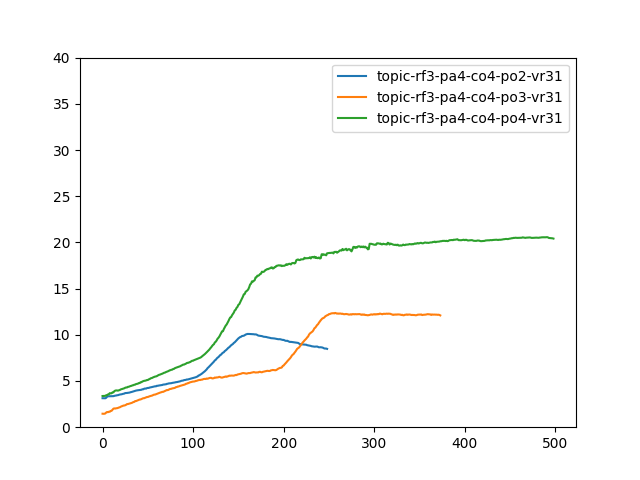 40
35
30
25
20
15
10
5
0
0 100 200 300 400 500
topic-rf3-pa4-co4-po2-vr31
topic-rf3-pa4-co4-po3-vr31
topic-rf3-pa4-co4-po4-vr31